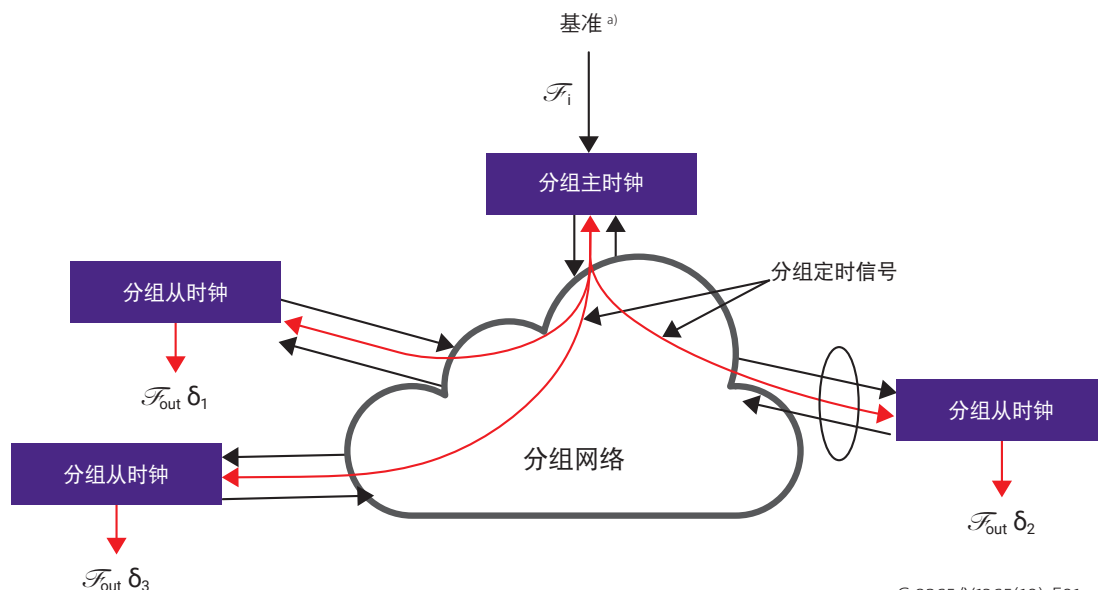 基准 a)
ℱi
分组主时钟
分组定时信号
分组从时钟
ℱout δ1
分组从时钟
ℱout δ2
分组从时钟
ℱout δ3
分组网络